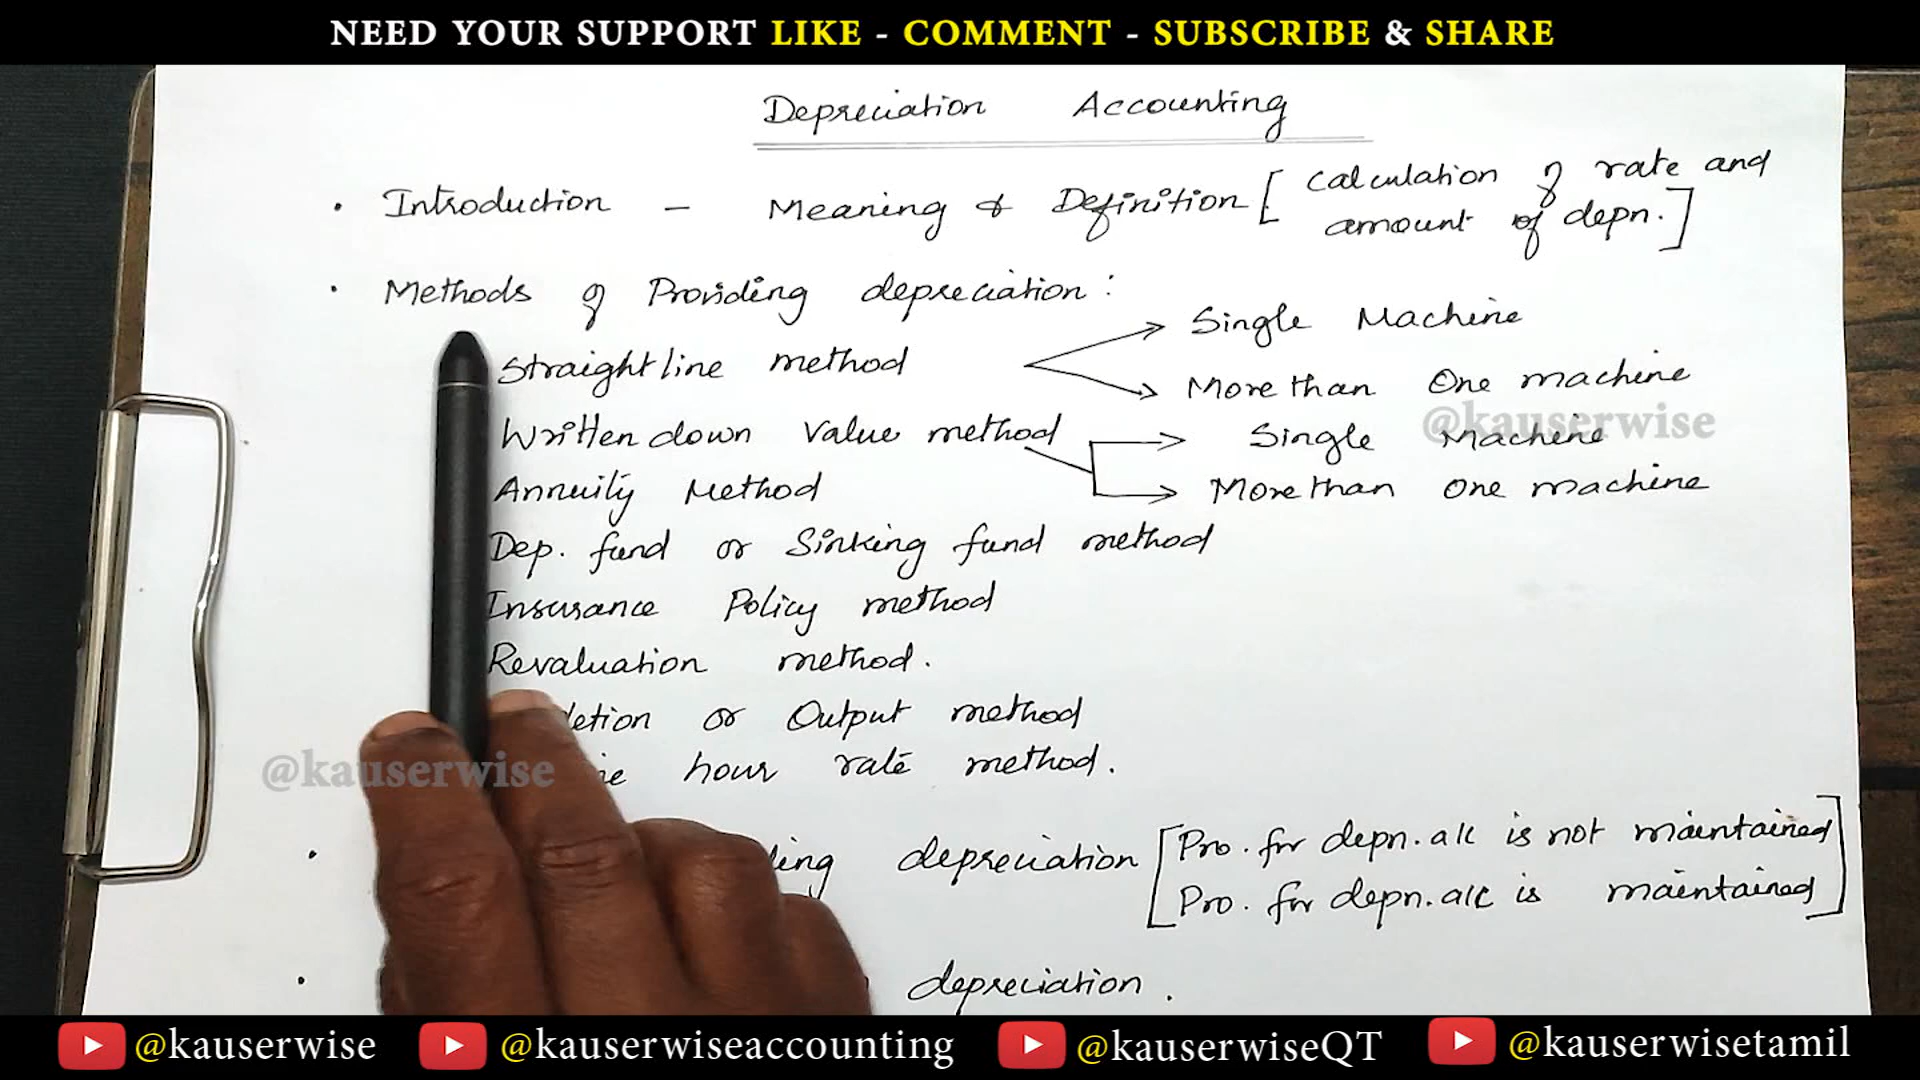 NEED YOUR SUPPORT LIKE - COMMENT - SUBSCRIBE & SHARE
Depreciation Accounting
• Introduction - Meaning & Definition [ Calculation of rate and
amount of depn. ]
• Methods of Providing depreciation:
Straight line method
Single Machine
More than One machine
@kauserwise
Written down Value method
Single Machine
More than one machine
Annuity Method
Dep. fund or Sinking fund method
Insurance Policy method
Revaluation method.
or Output method
hour rate method.
@kauserwise
• depreciation [ Pro. for depn. a/c is not maintained
Pro. for depn. a/c is maintained ]
• depreciation.
@kauserwise @kauserwiseaccounting @kauserwiseQT @kauserwisetamil